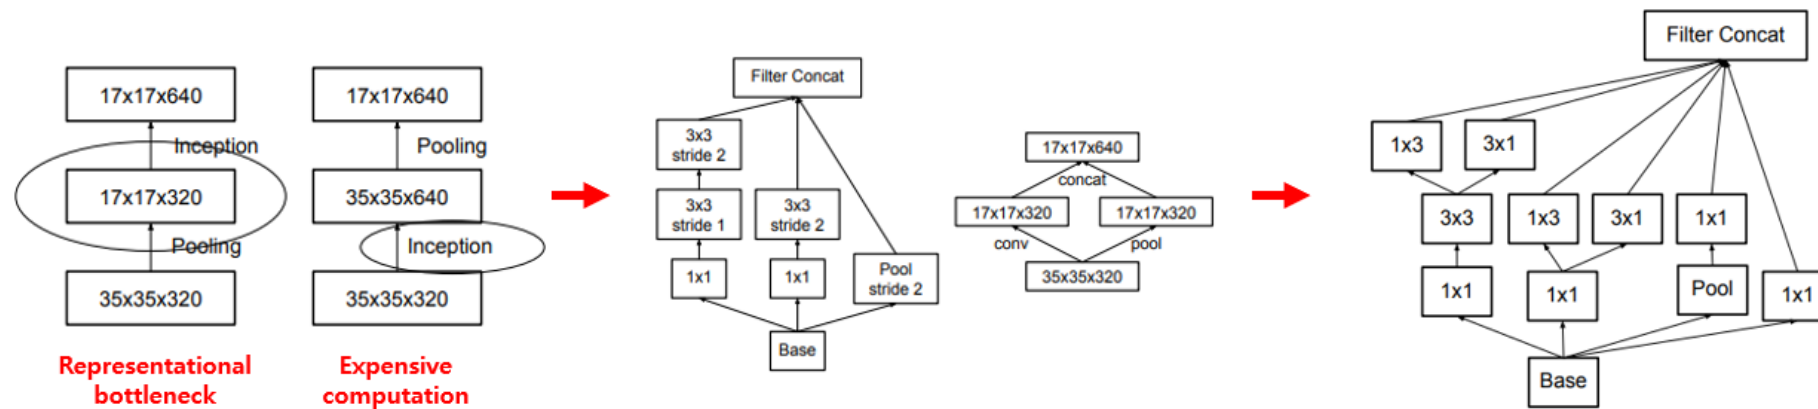 17x17x640
Inception
17x17x320
Pooling
35x35x320
Representational
bottleneck
17x17x640
Pooling
35x35x640
Inception
35x35x320
Expensive
computation
Filter Concat
3x3
stride 2
3x3
stride 1
3x3
stride 2
1x1
1x1
Pool
stride 2
Base
17x17x640
concat
17x17x320
17x17x320
conv
pool
35x35x320
Filter Concat
1x3
3x1
3x3
1x3
3x1
1x1
1x1
1x1
Pool
1x1
Base